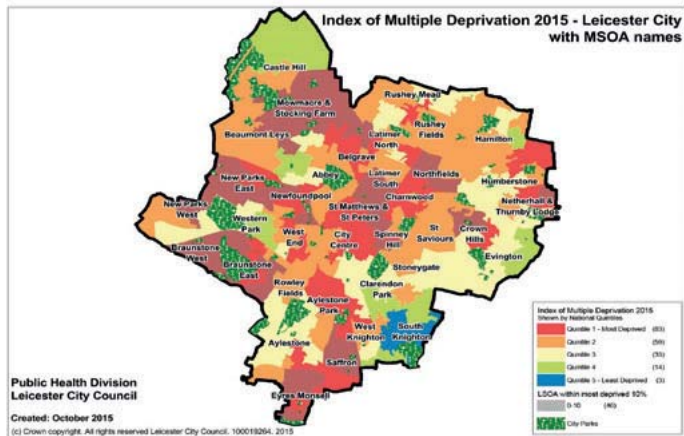 Index of Multiple Deprivation 2015 - Leicester City
with MSOA names
Castle Hill
Rushey Mead
Mowmacre &
Stocking Farm
Rushey
Fields
Beaumont Leys
Latimer
North
Hamilton
Belgrave
New Parks
East
Abbey
Latimer
South
Northfields
Humberstone
Newfoundpool
Charnwood
New Parks
West
Netherhall &
Thurnby Lodge
Western
Park
St Matthews &
St Peters
West
End
City
Centre
Spinney
Hill
St
Saviours
Crown
Hills
Braunstone
West
Braunstone
East
Evington
Stoneygate
Rowley
Fields
Clarendon
Park
Aylestone
Park
West
Knighton
South
Knighton
Aylestone
Saffron
Eyres Monsell
Index of Multiple Deprivation 2015
Shown by National Quintiles
Quintile 1 - Most Deprived (83)
Quintile 2 (59)
Quintile 3 (33)
Quintile 4 (14)
Quintile 5 - Least Deprived (3)
LSOA within most deprived 10%
0-10 (46)
City Parks
Public Health Division
Leicester City Council
Created: October 2015
(c) Crown copyright. All rights reserved Leicester City Council. 100019264. 2015